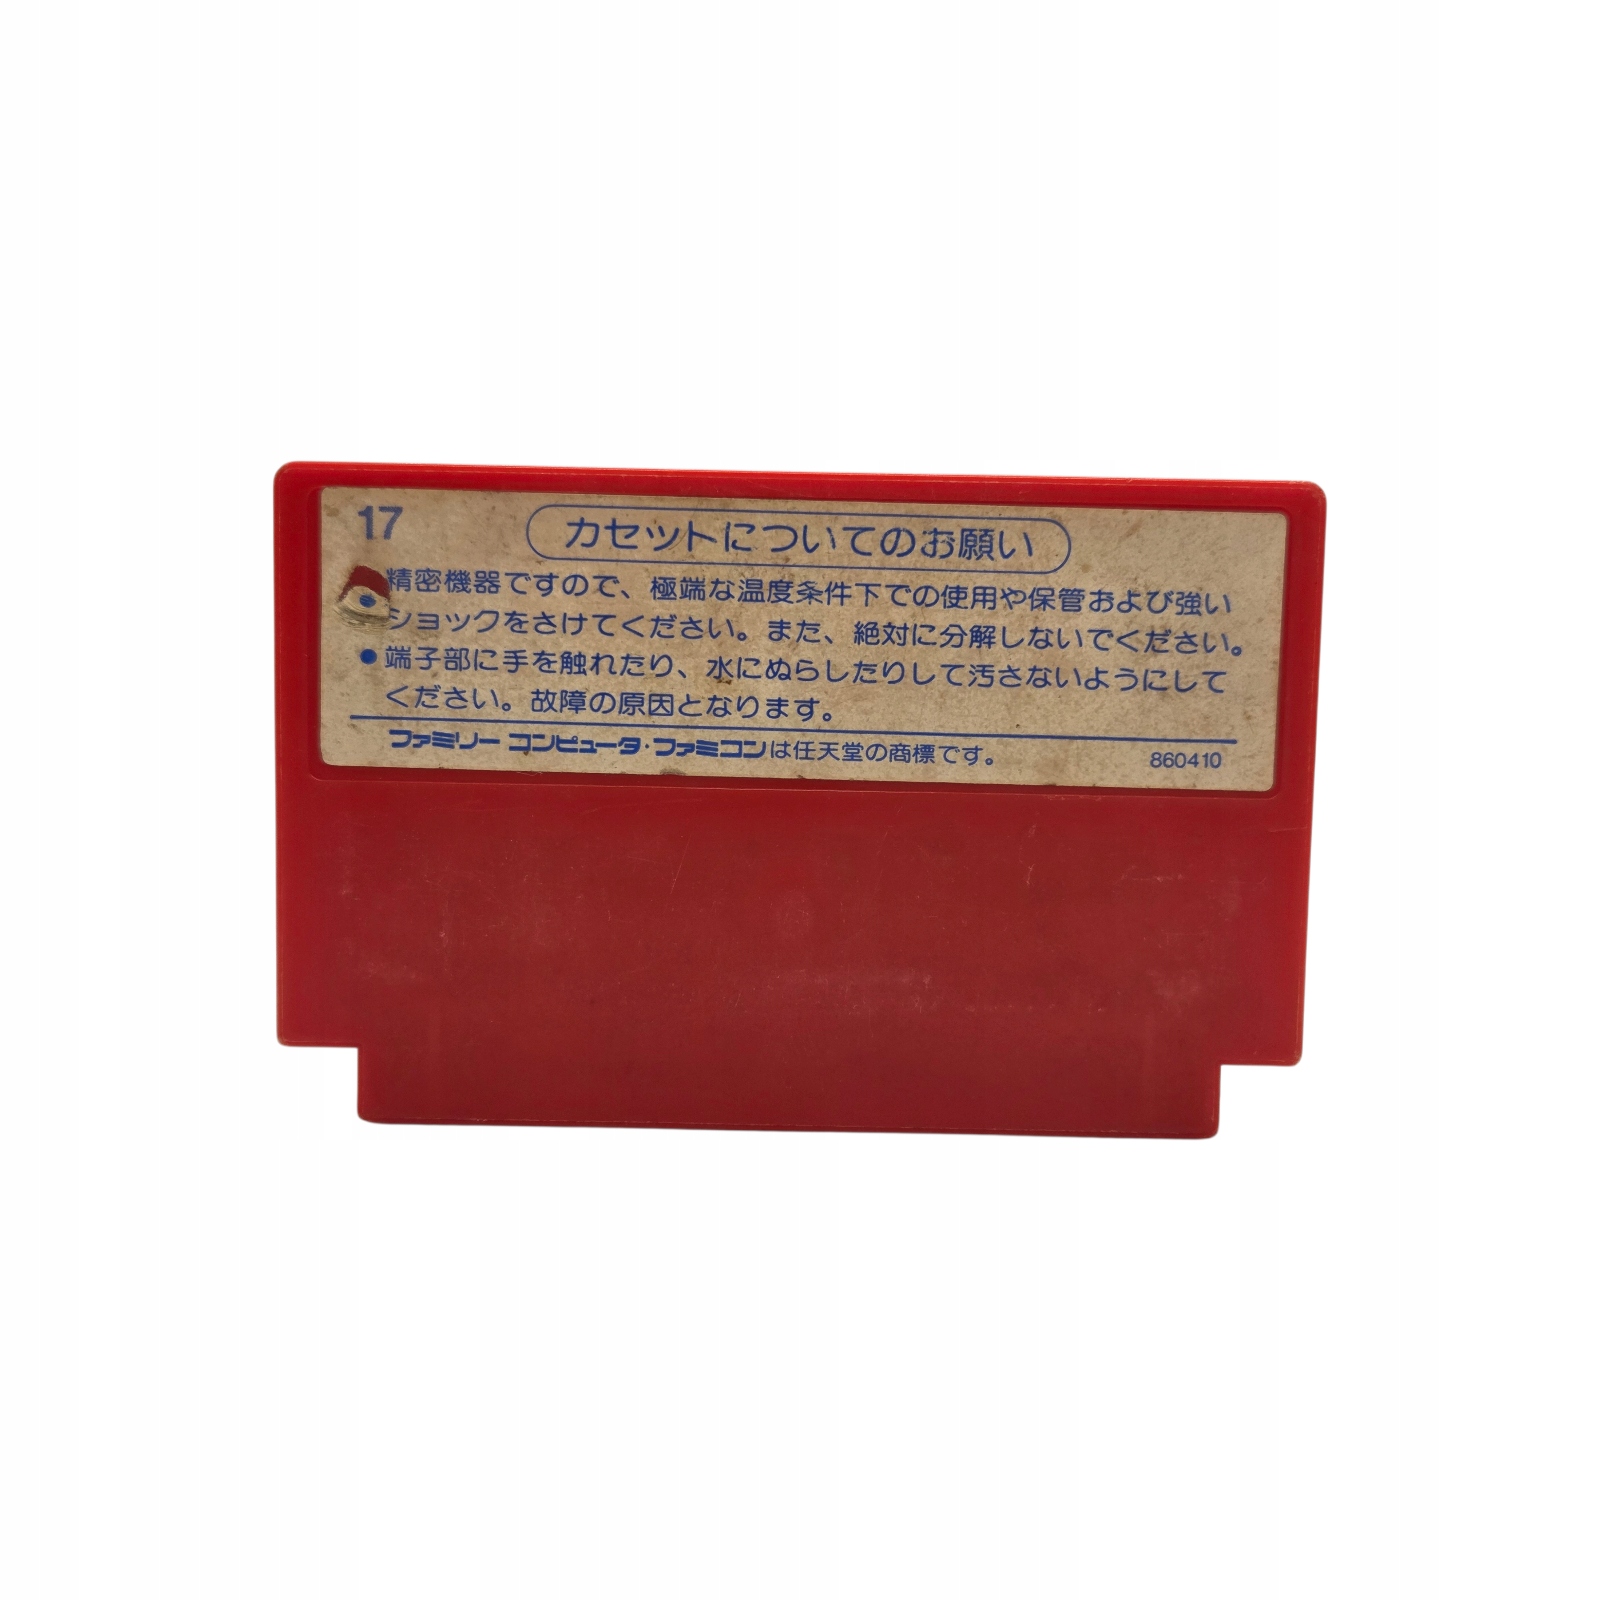 17
カセットについてのお願い
●精密機器ですので、極端な温度条件下での使用や保管および強い
ショックをさけてください。また、絶対に分解しないでください。
●端子部に手を触れたり、水にぬらしたりして汚さないようにして
ください。故障の原因となります。
ファミリー コンピュータ・ファミコンは任天堂の商標です。
860410